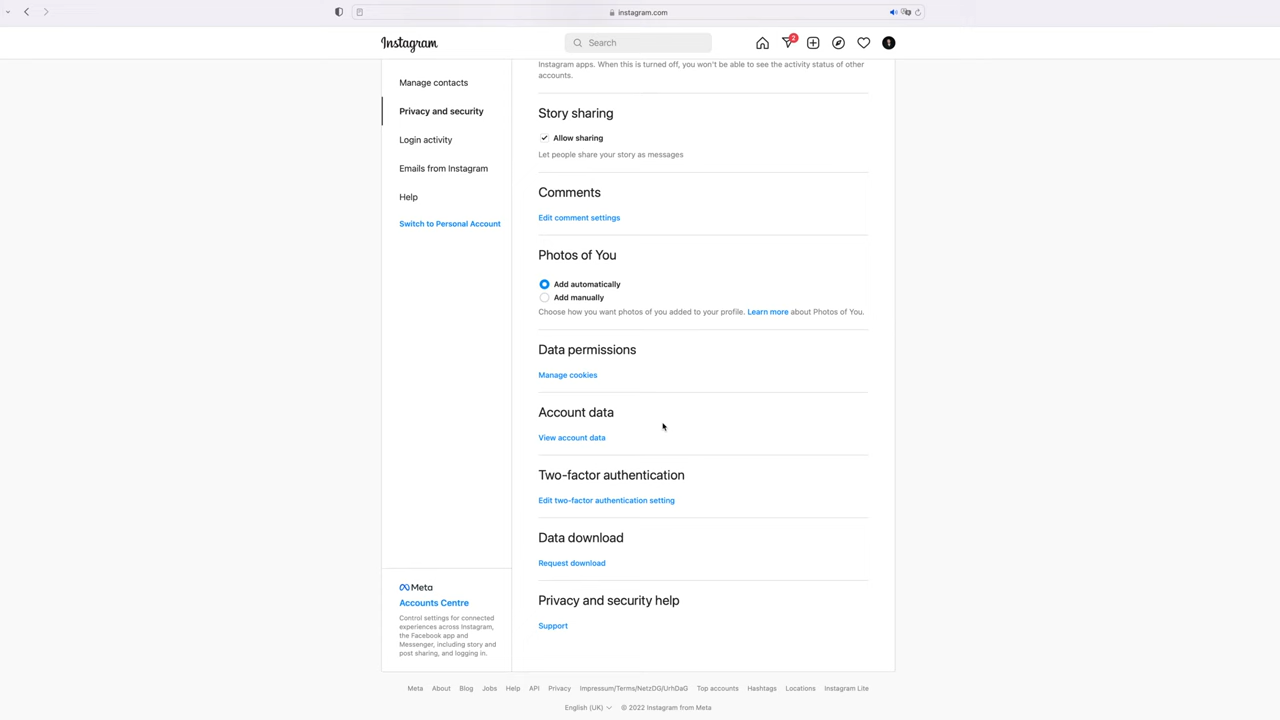 instagram.com
Instagram
Search
2
1
Manage contacts
Privacy and security
Login activity
Emails from Instagram
Help
Switch to Personal Account
Meta
Accounts Centre
Control settings for connected
experiences across Instagram,
the Facebook app and
Messenger, including story and
post sharing, and logging in.
Instagram apps. When this is turned off, you won't be able to see the activity status of other
accounts.
Story sharing
Allow sharing
Let people share your story as messages
Comments
Edit comment settings
Photos of You
Add automatically
Add manually
Choose how you want photos of you added to your profile. Learn more about Photos of You.
Data permissions
Manage cookies
Account data
View account data
Two-factor authentication
Edit two-factor authentication setting
Data download
Request download
Privacy and security help
Support
Meta About Blog Jobs Help API Privacy Impressum/Terms/NetzDG/UrhDaG Top accounts Hashtags Locations Instagram Lite
English (UK) © 2022 Instagram from Meta